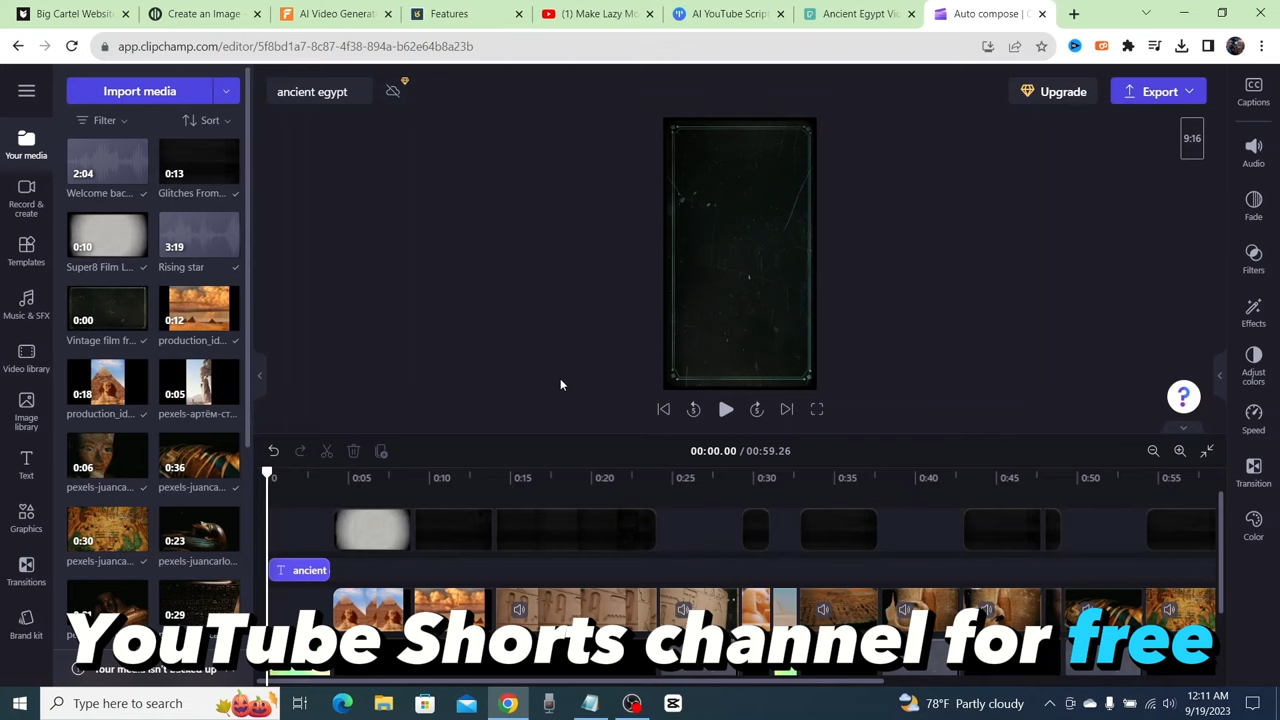 Big Cartel Websit
Create an Image -
AI Video Generat
Features
(1) Make Lazy Mo
AI YouTube Script
Ancient Egypt Vi
Auto compose | C
app.clipchamp.com/editor/5f8bd1a7-8c87-4f38-894a-b62e64b8a3b3b
Import media
ancient egypt
Upgrade
Export
Captions
Filter
Sort
9:16
Your media
2:04
0:13
Welcome bac...
Glitches From...
Audio
Record & create
0:10
3:19
Super8 Film L...
Rising star
Fade
Templates
0:00
0:12
Vintage film fr...
production_id...
Filters
Music & SFX
0:18
0:05
production_id...
pexels-артём-ст...
Effects
Video library
Adjust colors
Image library
0:06
0:36
pexels-juanca...
pexels-juanca...
Speed
00:00.00 / 00:59.26
Text
0
0:05
0:10
0:15
0:20
0:25
0:30
0:35
0:40
0:45
0:50
0:55
Transition
Graphics
0:30
0:23
pexels-juanca...
pexels-juancarlo...
Color
Transitions
T ancient
0:29
Brand kit
YouTube Shorts channel for free
Your media isn't backed up
Type here to search
78°F Partly cloudy
12:11 AM
9/19/2023